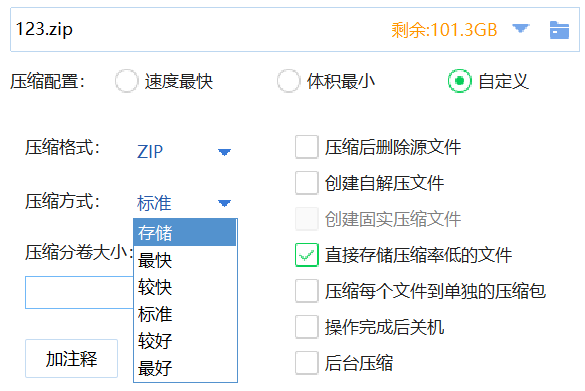 123.zip 剩余:101.3GB
压缩配置： 速度最快 体积最小 自定义
压缩格式： ZIP
压缩方式： 标准
存储
最快
较快
标准
较好
最好
压缩分卷大小:
加注释
压缩后删除源文件
创建自解压文件
创建固实压缩文件
直接存储压缩率低的文件
压缩每个文件到单独的压缩包
操作完成后关机
后台压缩